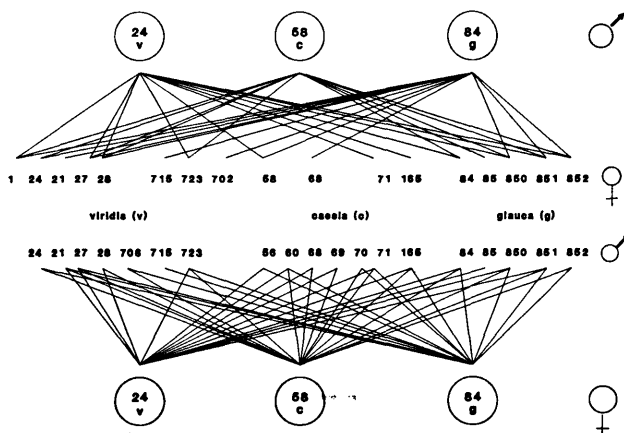 24 58 84
v c g
1 24 21 27 28 715 723 702 58 68 71 165 84 85 850 851 852
viridis (v) caesia (c) glauca (g)
24 21 27 28 706 715 723 56 60 68 69 70 71 165 84 85 850 851 852
24 58 84
v c g